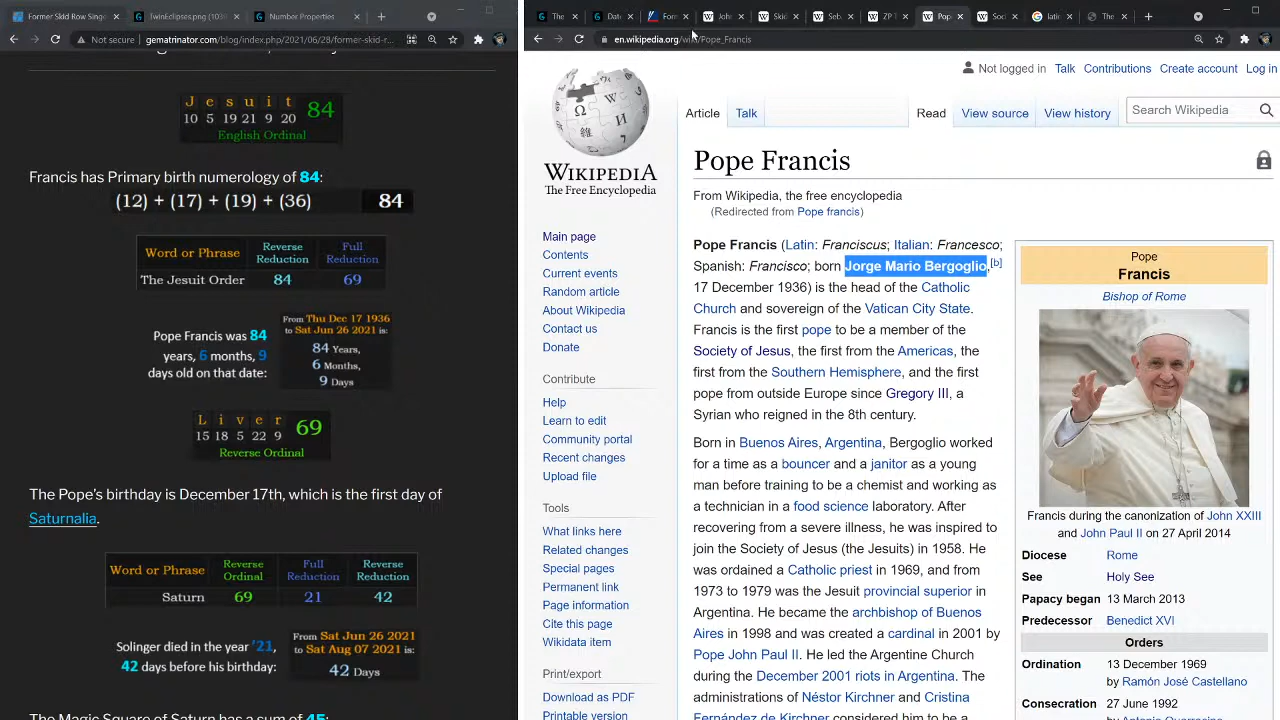 Former Skid Row Singe
TwinEclipses.png (103
Number Properties
Not secure
gematrinator.com/blog/index.php/2021/06/28/former-skid-r...
J e s u i t
10 5 19 21 9 20
84
English Ordinal
Francis has Primary birth numerology of 84:
(12) + (17) + (19) + (36)
84
Word or Phrase
Reverse Reduction
Full Reduction
The Jesuit Order
84
69
Pope Francis was 84
years, 6 months, 9
days old on that date:
From Thu Dec 17 1936
to Sat Jun 26 2021 is:
84 Years,
6 Months,
9 Days
L i v e r
15 18 5 22 9
69
Reverse Ordinal
The Pope's birthday is December 17th, which is the first day of
Saturnalia.
Word or Phrase
Reverse Ordinal
Full Reduction
Reverse Reduction
Saturn
69
21
42
Solinger died in the year '21,
42 days before his birthday:
From Sat Jun 26 2021
to Sat Aug 07 2021 is:
42 Days
The Magic Square of Saturn has a sum of 45:
The
Date
Form
John
Skid
Seb
ZP T
Pop
Soci
latin
The
en.wikipedia.org/wiki/Pope_Francis
Not logged in
Talk
Contributions
Create account
Log in
Article
Talk
Read
View source
View history
Search Wikipedia
WIKIPEDIA
The Free Encyclopedia
Main page
Contents
Current events
Random article
About Wikipedia
Contact us
Donate
Contribute
Help
Learn to edit
Community portal
Recent changes
Upload file
Tools
What links here
Related changes
Special pages
Permanent link
Page information
Cite this page
Wikidata item
Print/export
Download as PDF
Printable version
Pope Francis
From Wikipedia, the free encyclopedia
(Redirected from Pope francis)
Pope Francis (Latin: Franciscus; Italian: Francesco;
Spanish: Francisco; born Jorge Mario Bergoglio,[b]
17 December 1936) is the head of the Catholic
Church and sovereign of the Vatican City State.
Francis is the first pope to be a member of the
Society of Jesus, the first from the Americas, the
first from the Southern Hemisphere, and the first
pope from outside Europe since Gregory III, a
Syrian who reigned in the 8th century.
Born in Buenos Aires, Argentina, Bergoglio worked
for a time as a bouncer and a janitor as a young
man before training to be a chemist and working as
a technician in a food science laboratory. After
recovering from a severe illness, he was inspired to
join the Society of Jesus (the Jesuits) in 1958. He
was ordained a Catholic priest in 1969, and from
1973 to 1979 was the Jesuit provincial superior in
Argentina. He became the archbishop of Buenos
Aires in 1998 and was created a cardinal in 2001 by
Pope John Paul II. He led the Argentine Church
during the December 2001 riots in Argentina. The
administrations of Néstor Kirchner and Cristina
Fernández de Kirchner considered him to be a
Pope
Francis
Bishop of Rome
Francis during the canonization of John XXIII
and John Paul II on 27 April 2014
Diocese Rome
See Holy See
Papacy began 13 March 2013
Predecessor Benedict XVI
Orders
Ordination 13 December 1969
by Ramón José Castellano
Consecration 27 June 1992